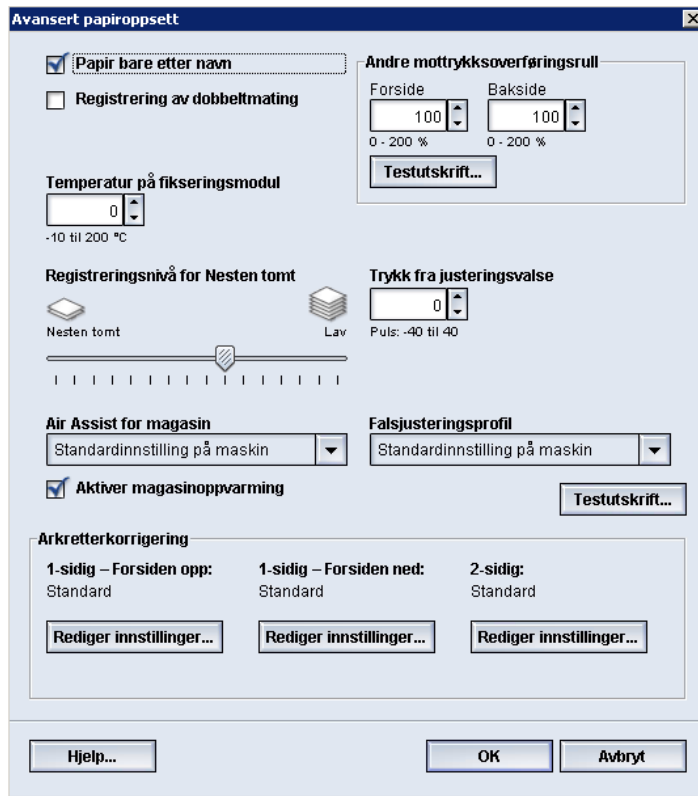 Avansert papiroppsett
Papir bare etter navn
Registrering av dobbeltmating
Andre mottrykksoverføringsrull
Forside Bakside
100 100
0 - 200 % 0 - 200 %
Testutskrift...
Temperatur på fikseringsmodul
0
-10 til 200 °C
Registreringsnivå for Nesten tomt
Nesten tomt Lav
Trykk fra justeringsvalse
0
Puls: -40 til 40
Air Assist for magasin
Standardinnstilling på maskin
Falsjusteringsprofil
Standardinnstilling på maskin
Aktiver magasinoppvarming
Testutskrift...
Arkretterkorrigering
1-sidig – Forsiden opp: 1-sidig – Forsiden ned: 2-sidig:
Standard Standard Standard
Rediger innstillinger... Rediger innstillinger... Rediger innstillinger...
Hjelp... OK Avbryt